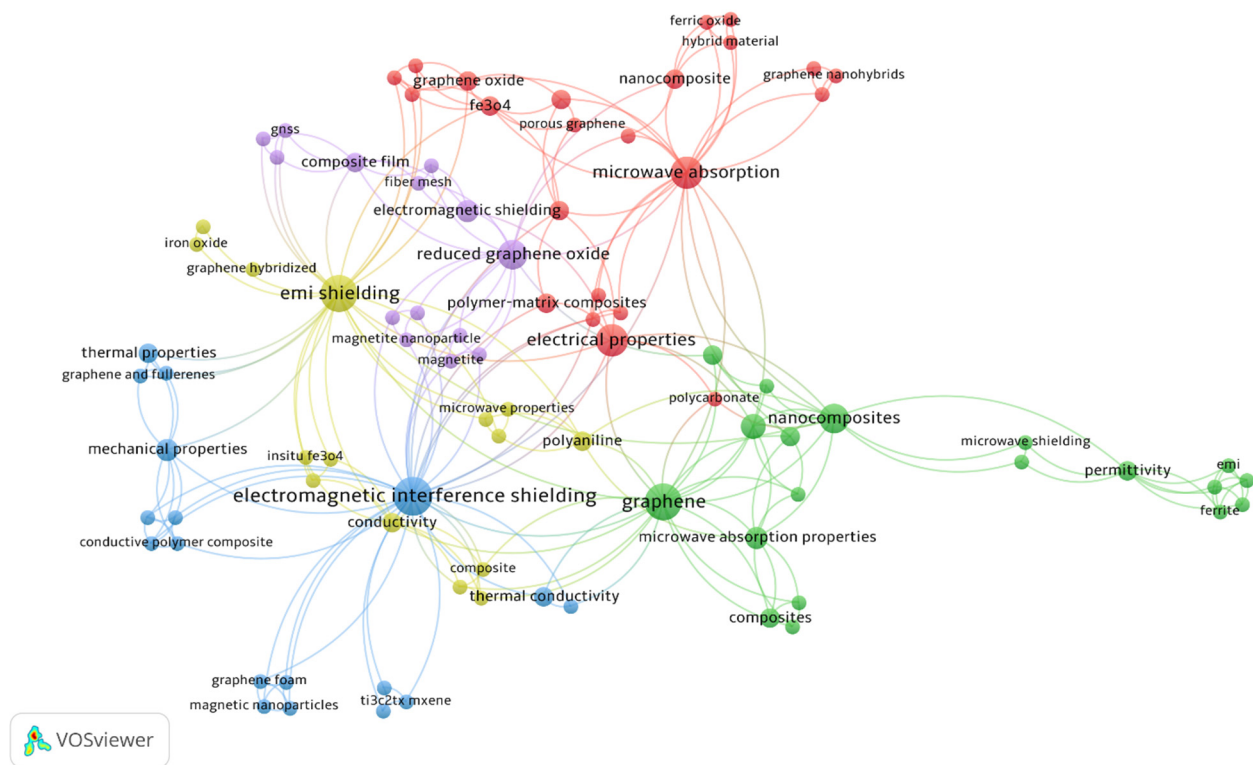 ferric oxide
hybrid material
graphene oxide
nanocomposite
graphene nanohybrids
fe3o4
porous graphene
gnss
composite film
microwave absorption
fiber mesh
electromagnetic shielding
iron oxide
reduced graphene oxide
graphene hybridized
emi shielding
polymer-matrix composites
magnetite nanoparticle
electrical properties
thermal properties
magnetite
graphene and fullerenes
polycarbonate
microwave properties
nanocomposites
mechanical properties
insitu fe3o4
polyaniline
microwave shielding
permittivity
emi
electromagnetic interference shielding
graphene
ferrite
conductivity
conductive polymer composite
microwave absorption properties
composite
thermal conductivity
composites
graphene foam
magnetic nanoparticles
ti3c2tx mxene
VOSviewer